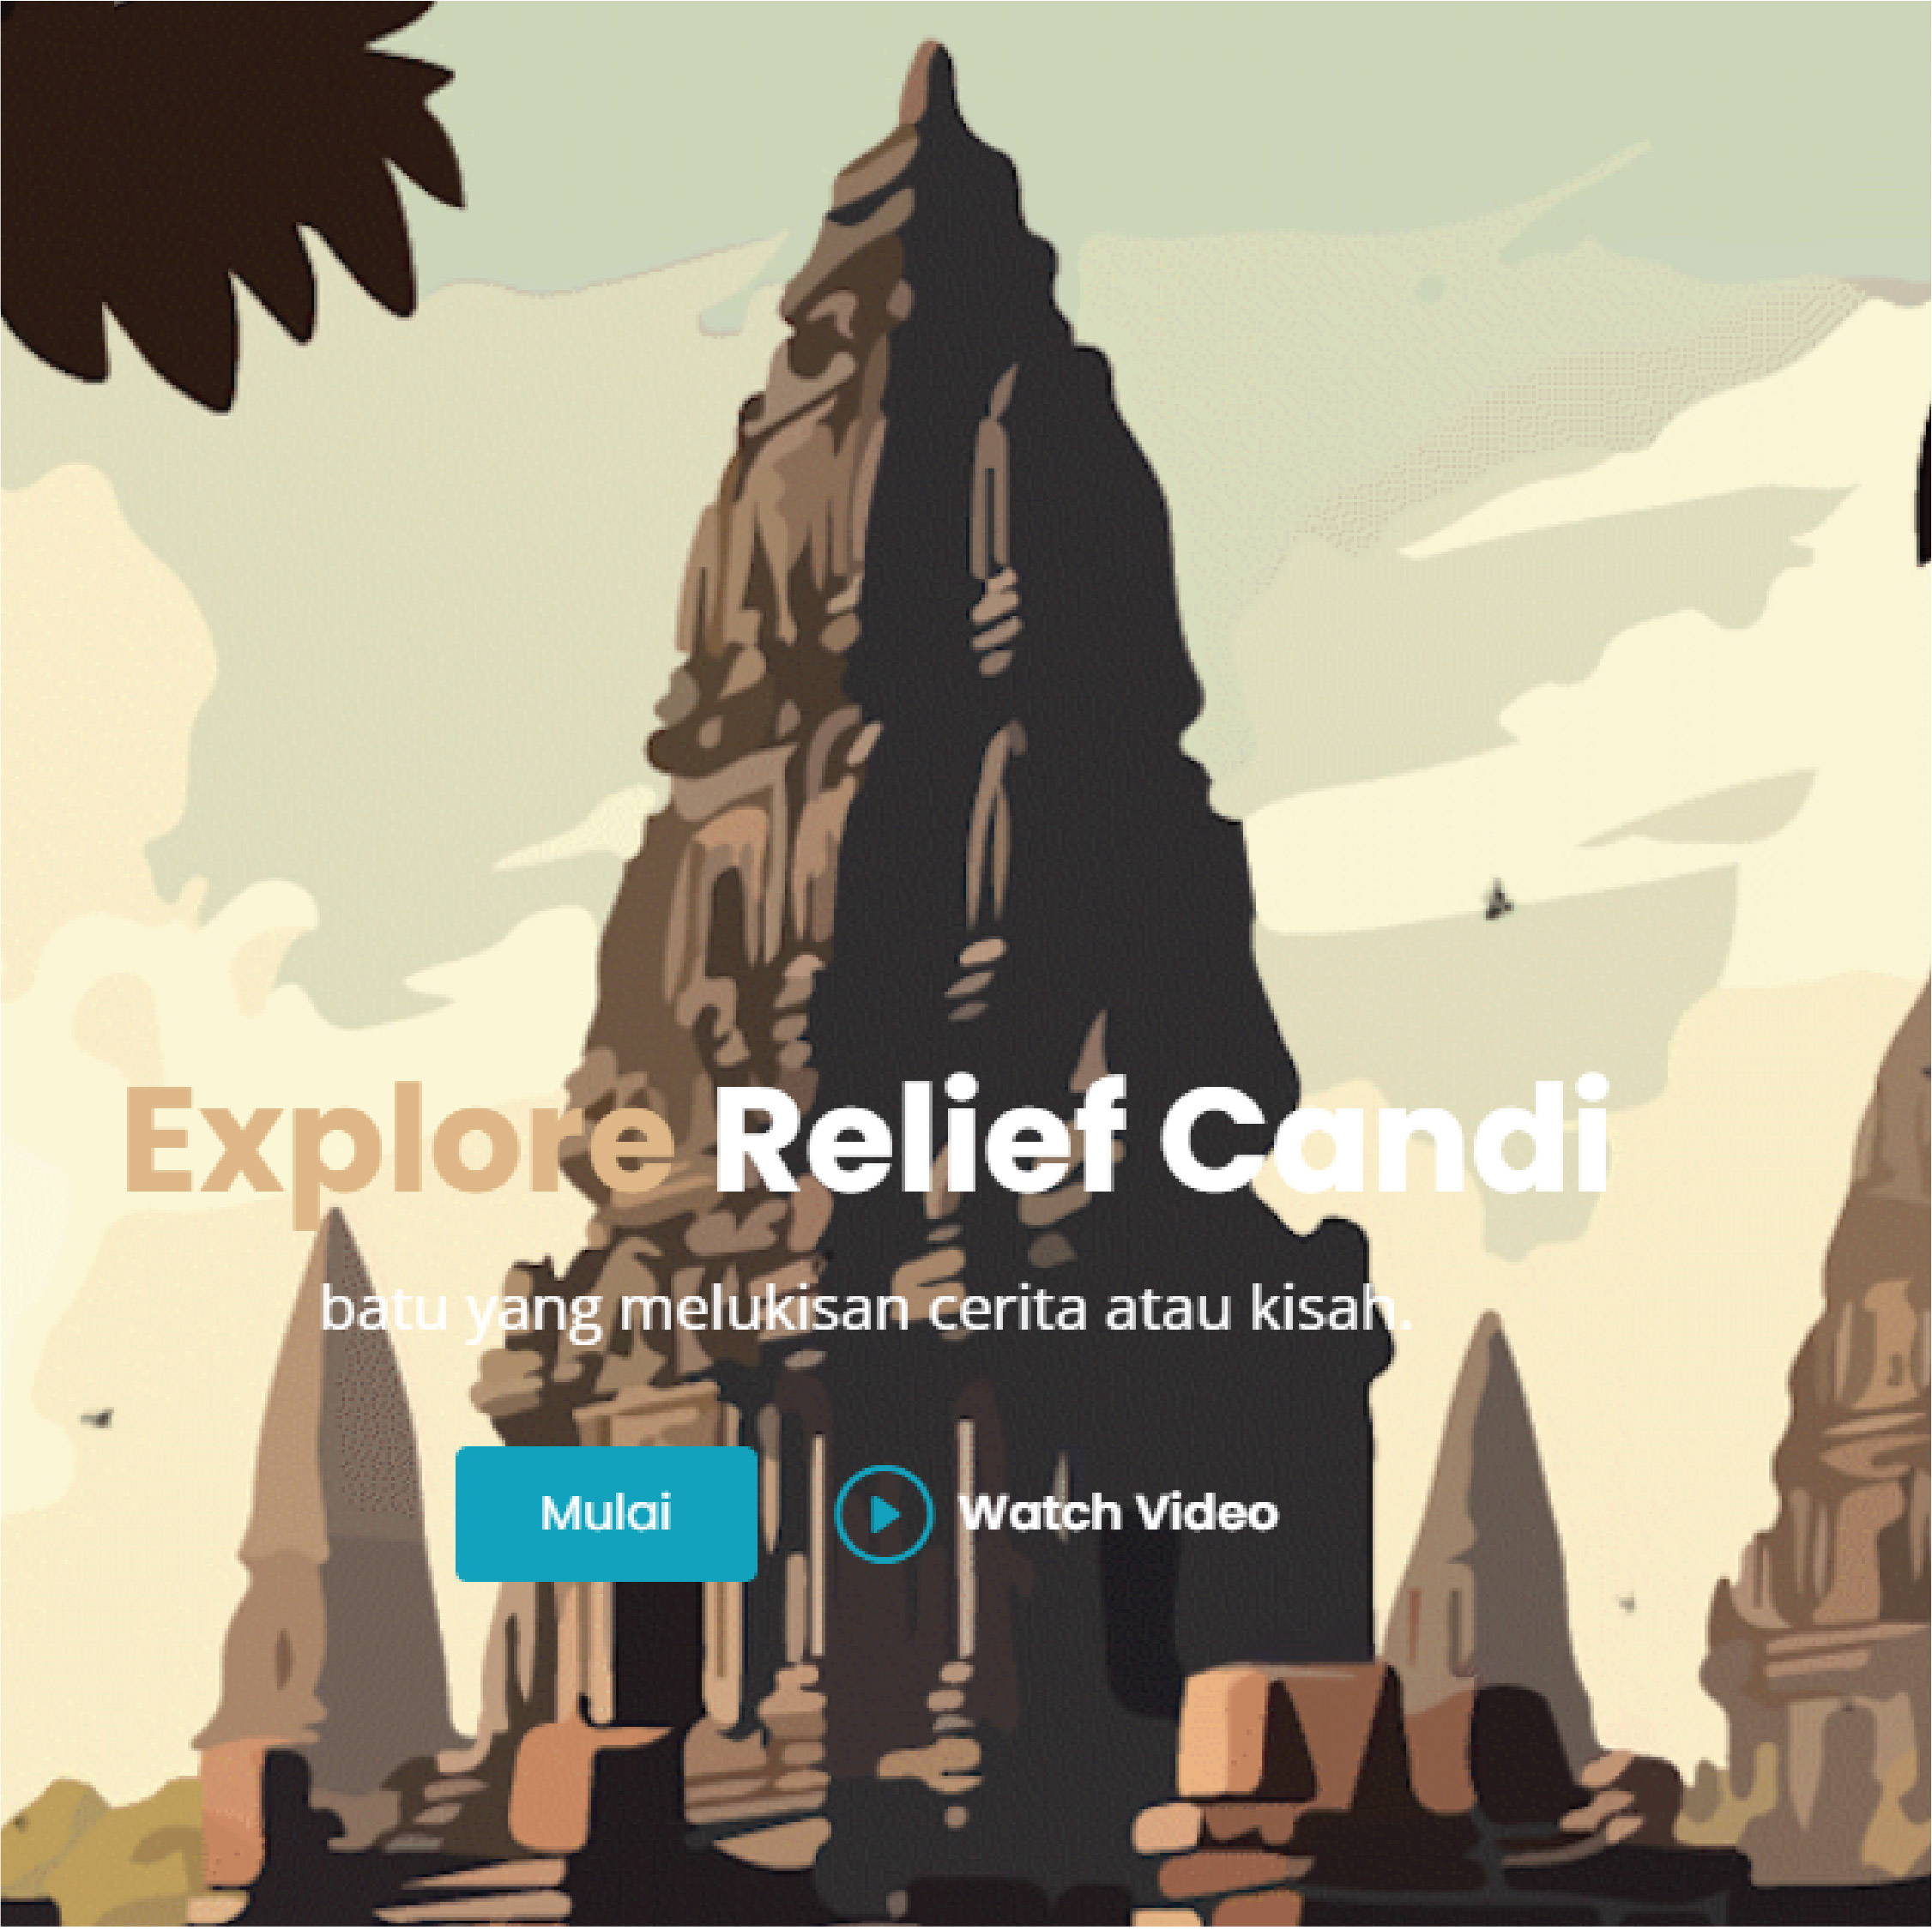 Explore Relief Candi
batu yang melukisan cerita atau kisah.
Mulai
Watch Video